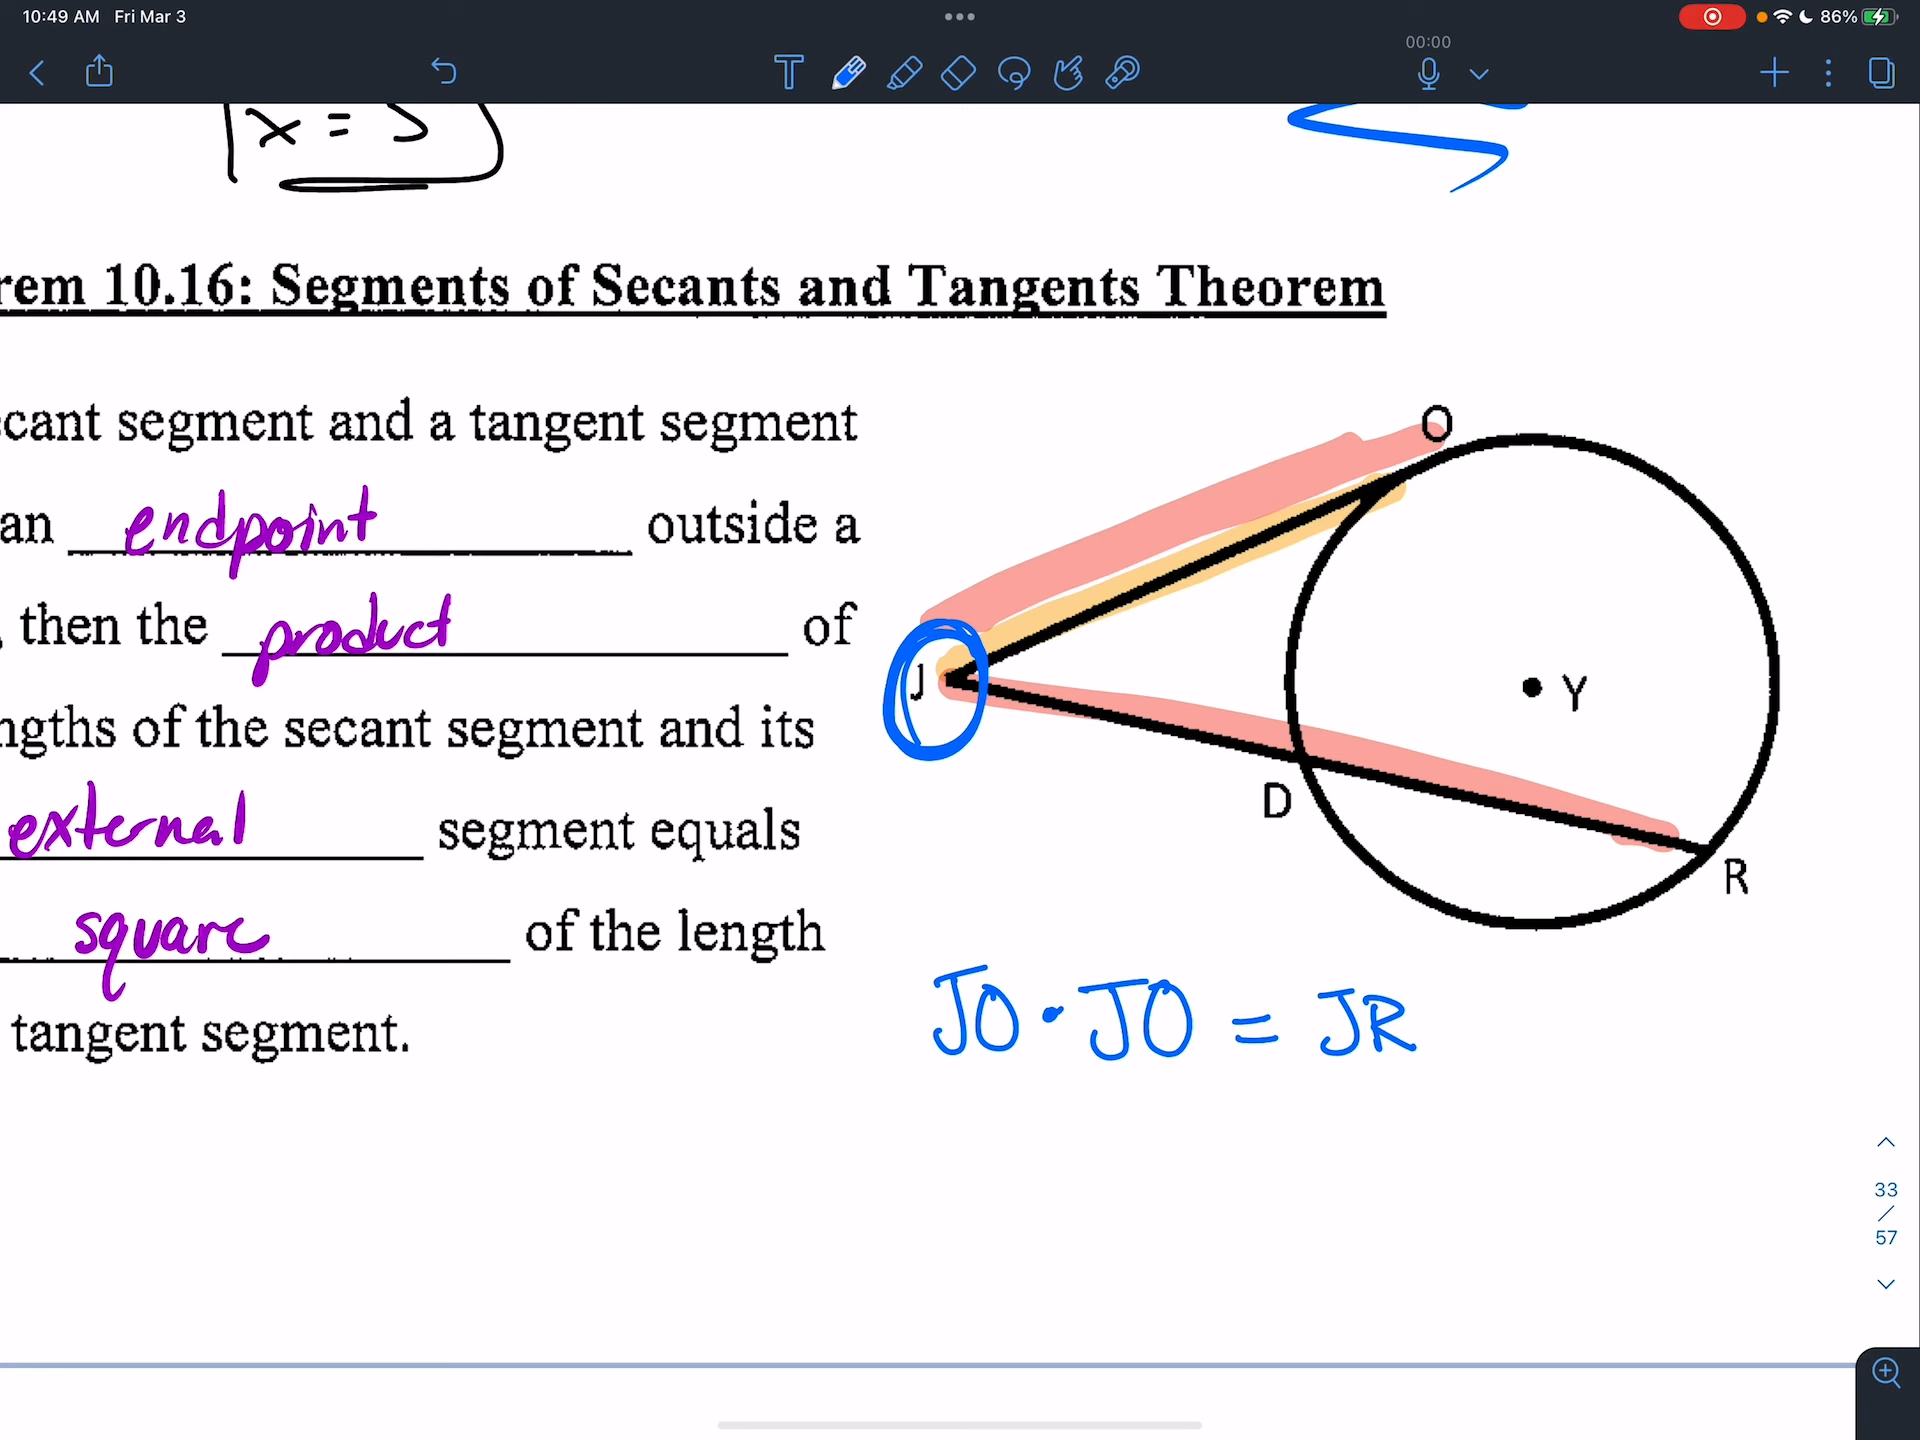 10:49 AM Fri Mar 3
86%
00:00
x = 5
rem 10.16: Segments of Secants and Tangents Theorem
cant segment and a tangent segment
an endpoint outside a
, then the product of
ngths of the secant segment and its
external segment equals
square of the length
tangent segment.
O
J
Y
D
R
JO · JO = JR
33
/
57